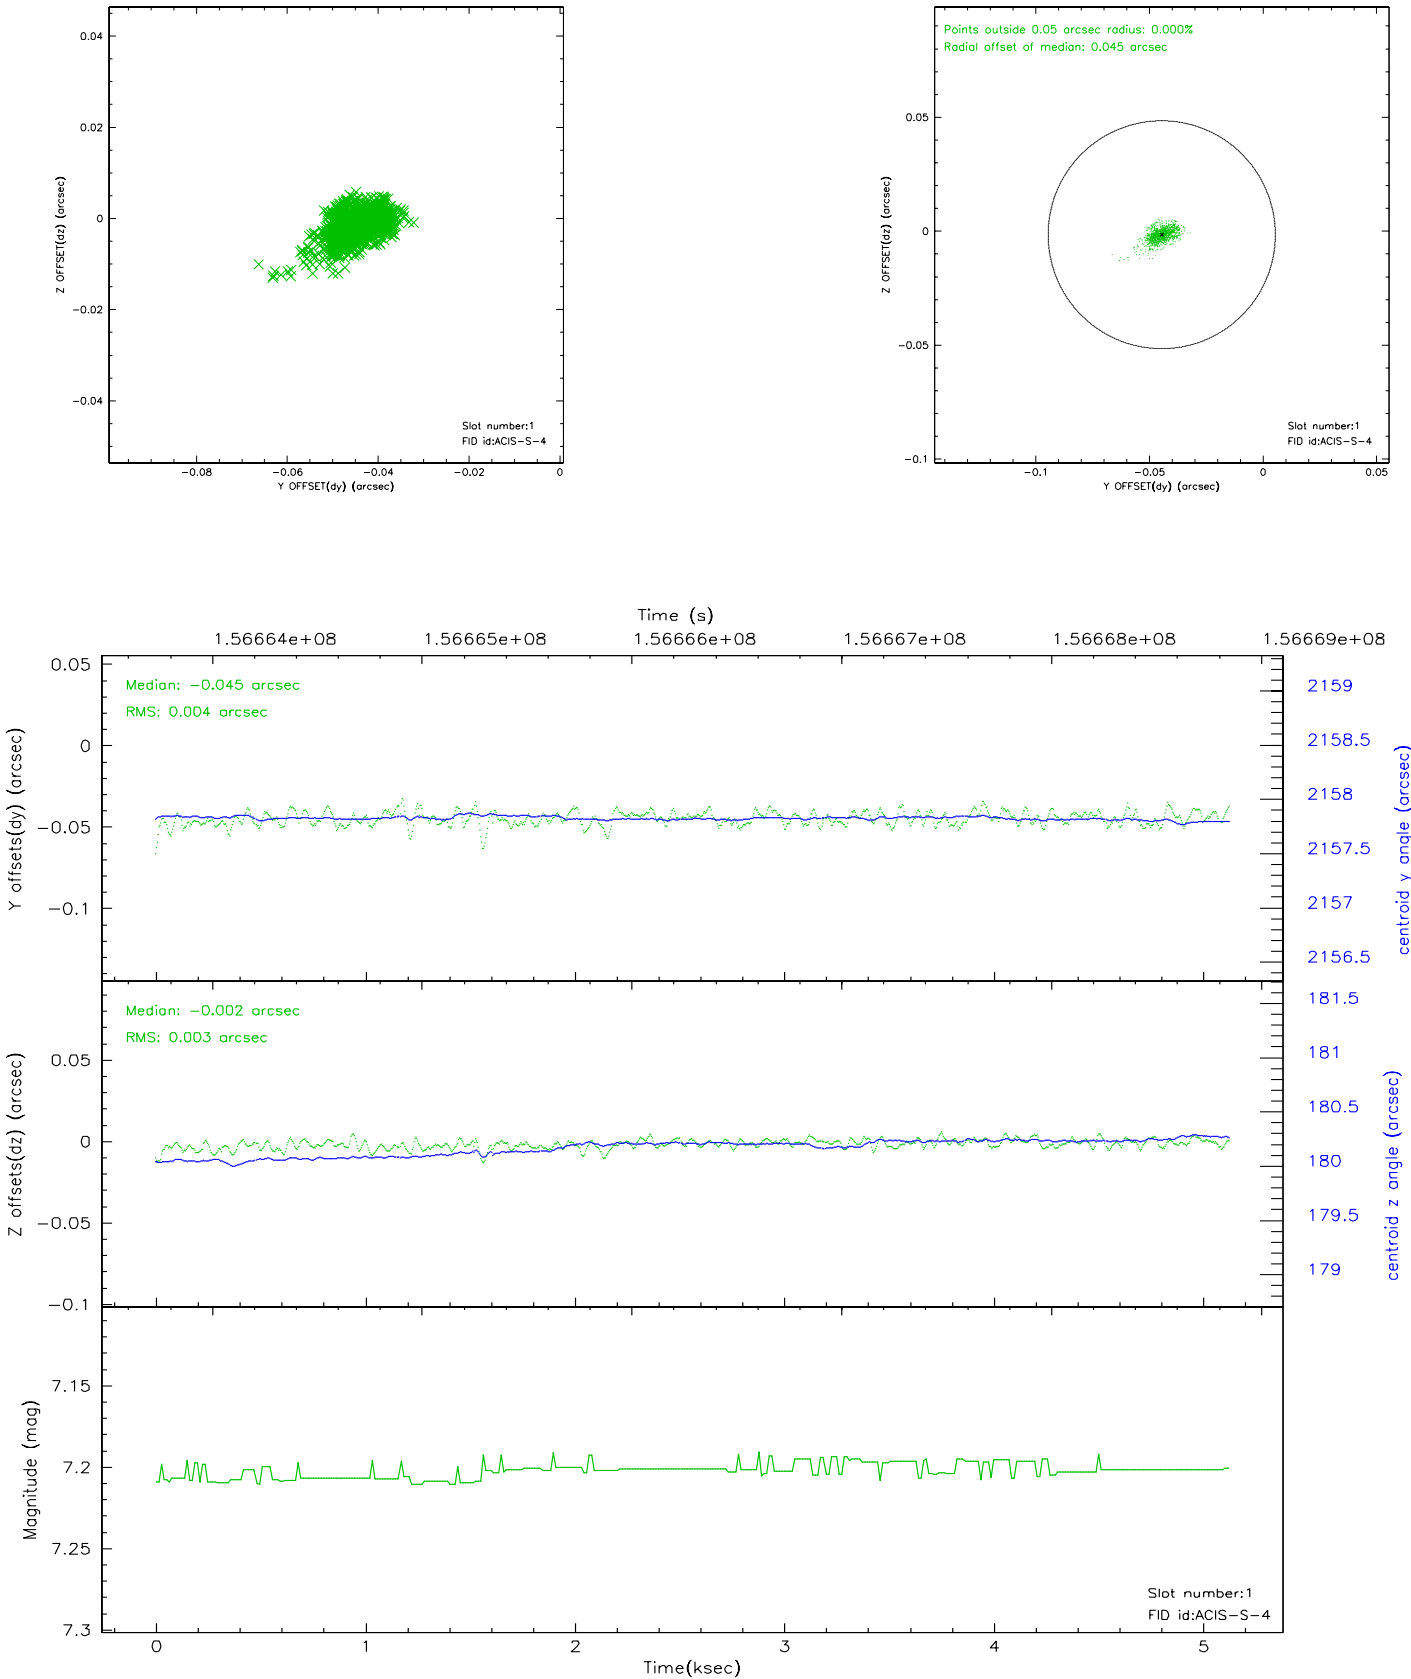 0.04
0.02
0
−0.02
−0.04
Z OFFSET(dz) (arcsec)
Slot number:1
FID id:ACIS−S−4
−0.08
−0.06
−0.04
−0.02
0
Y OFFSET(dy) (arcsec)
Points outside 0.05 arcsec radius: 0.000%
Radial offset of median: 0.045 arcsec
0.05
0
−0.05
−0.1
Z OFFSET(dz) (arcsec)
Slot number:1
FID id:ACIS−S−4
−0.1
−0.05
0
0.05
Y OFFSET(dy) (arcsec)
Time (s)
1.56664e+08
1.56665e+08
1.56666e+08
1.56667e+08
1.56668e+08
1.56669e+08
0.05
0
−0.05
−0.1
Y offsets(dy) (arcsec)
Median: −0.045 arcsec
RMS: 0.004 arcsec
2159
2158.5
2158
2157.5
2157
2156.5
centroid y angle (arcsec)
0.05
0
−0.05
−0.1
Z offsets(dz) (arcsec)
Median: −0.002 arcsec
RMS: 0.003 arcsec
181.5
181
180.5
180
179.5
179
centroid z angle (arcsec)
7.15
7.2
7.25
7.3
Magnitude (mag)
Slot number:1
FID id:ACIS−S−4
0
1
2
3
4
5
Time(ksec)